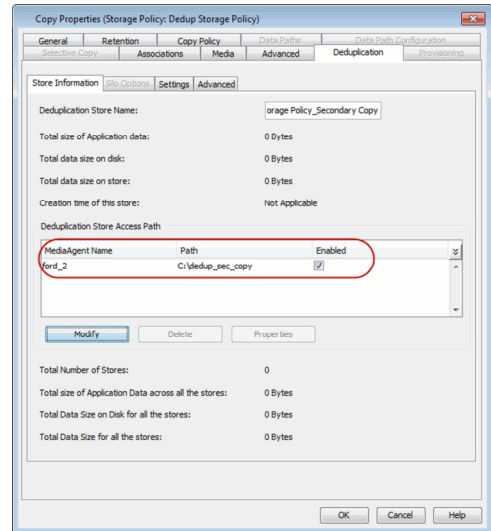 Copy Properties (Storage Policy: Dedup Storage Policy)
General Retention Copy Policy Data Paths Data Path Configuration
Selective Copy Associations Media Advanced Deduplication Provisioning
Store Information Silo Options Settings Advanced
Deduplication Store Name: orage Policy_Secondary Copy
Total size of Application data: 0 Bytes
Total data size on disk: 0 Bytes
Total data size on store: 0 Bytes
Creation time of this store: Not Applicable
Deduplication Store Access Path
MediaAgent Name Path Enabled
ford_2 C:\dedup_sec_copy
Modify Delete Properties
Total Number of Stores: 0
Total size of Application Data across all the stores: 0 Bytes
Total Data Size on Disk for all the stores: 0 Bytes
Total Data Size for all the stores: 0 Bytes
OK Cancel Help